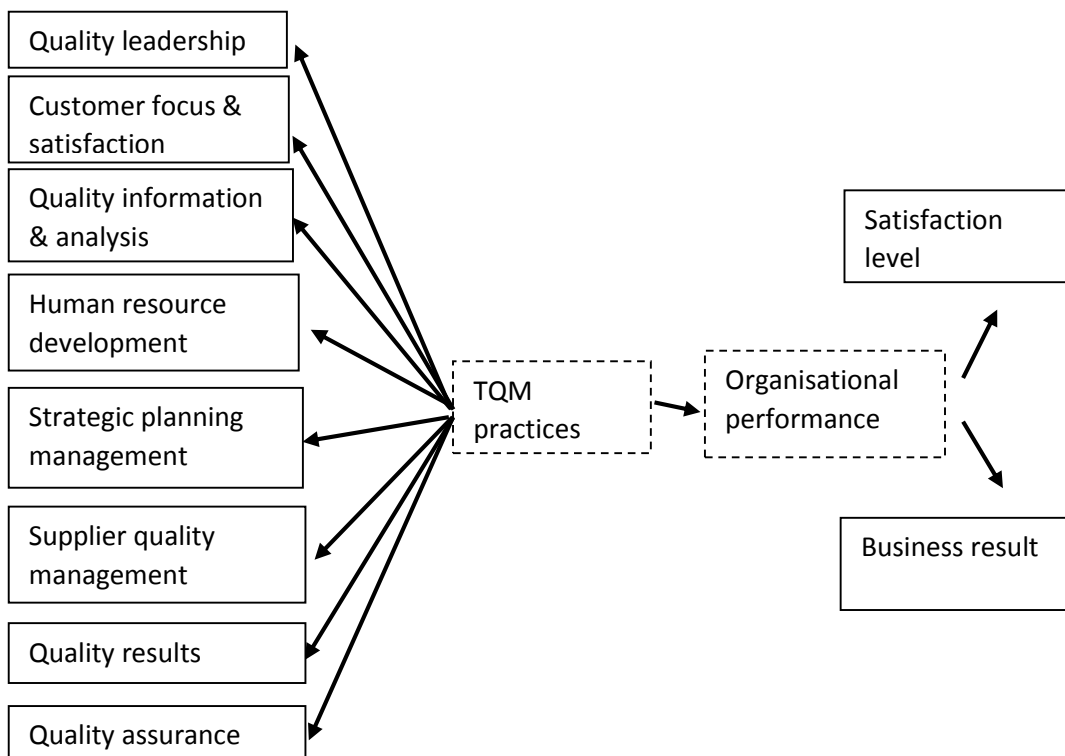 Quality leadership
Customer focus &
satisfaction
Quality information
& analysis
Human resource
development
Strategic planning
management
Supplier quality
management
Quality results
Quality assurance
TQM
practices
Organisational
performance
Satisfaction
level
Business result